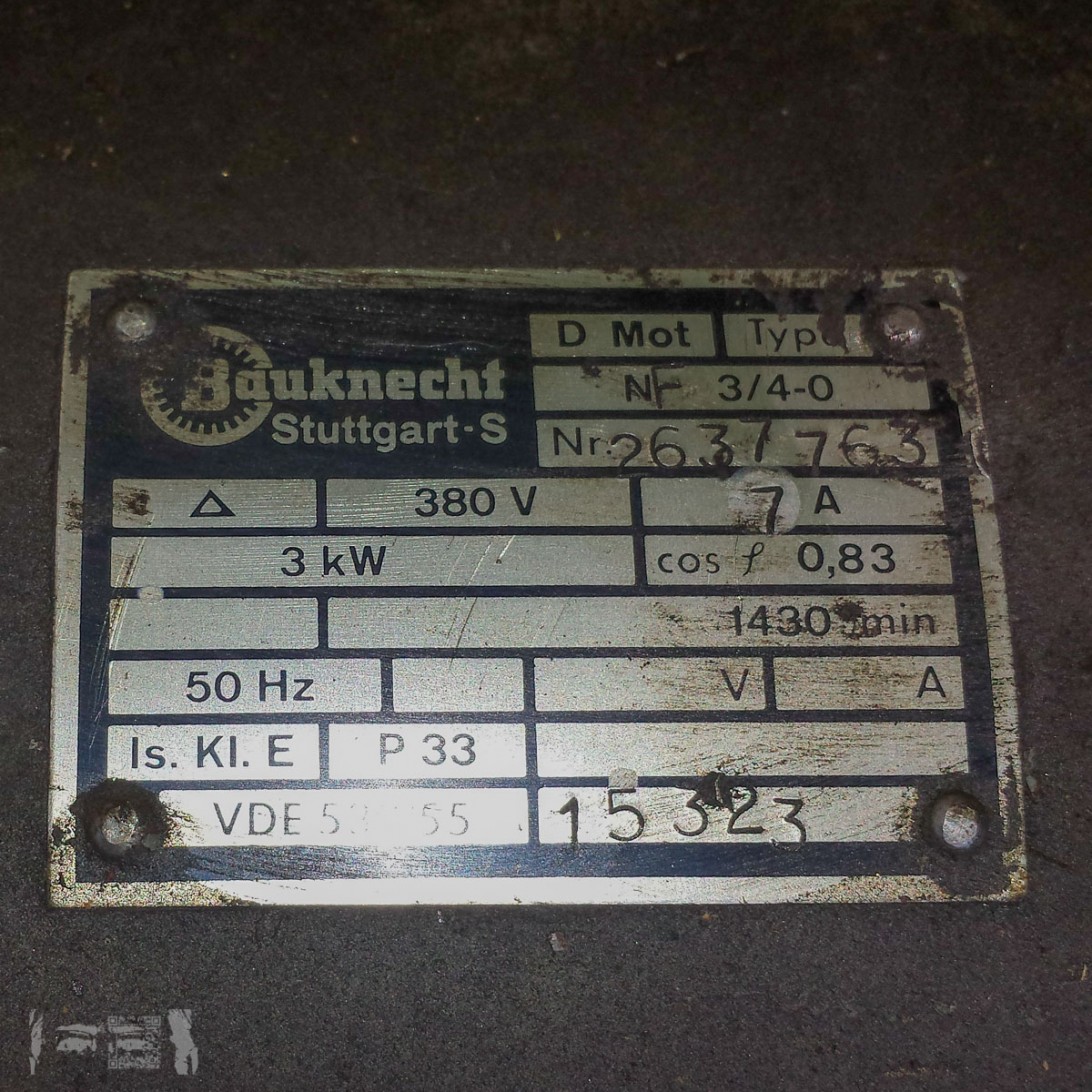 Bauknecht
Stuttgart-S
D Mot Type
NF 3/4-0
Nr. 2637763
△ 380 V 7 A
3 kW cos φ 0,83
1430 min
50 Hz V A
Is. Kl. E P 33
VDE 55
15323